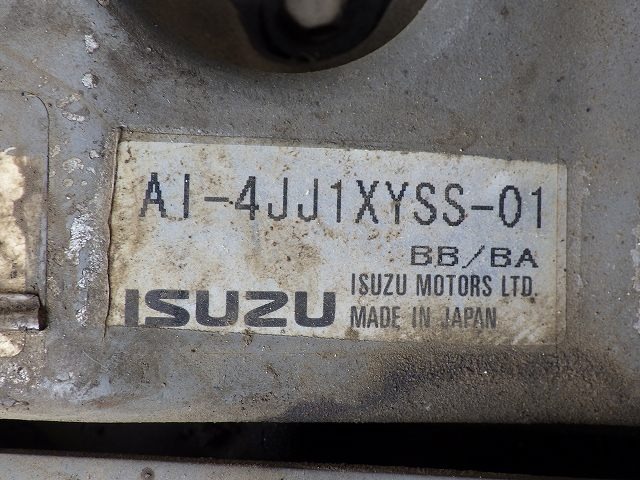 AI-4JJ1XYSS-01
BB/BA
ISUZU MOTORS LTD.
ISUZU MADE IN JAPAN